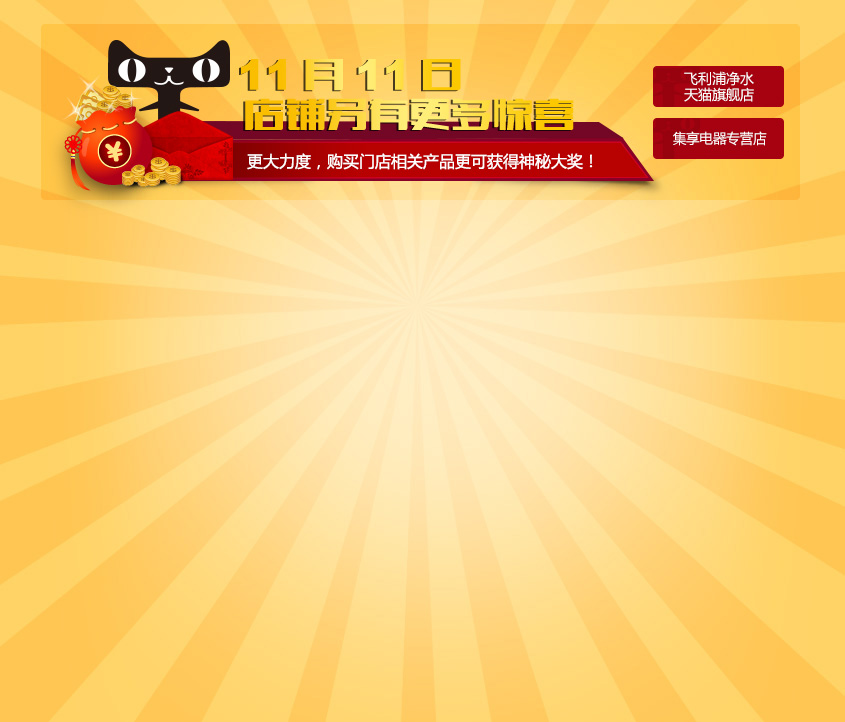 11月11日
店铺另有更多惊喜
更大力度，购买门店相关产品更可获得神秘大奖！
飞利浦净水
天猫旗舰店
集享电器专营店